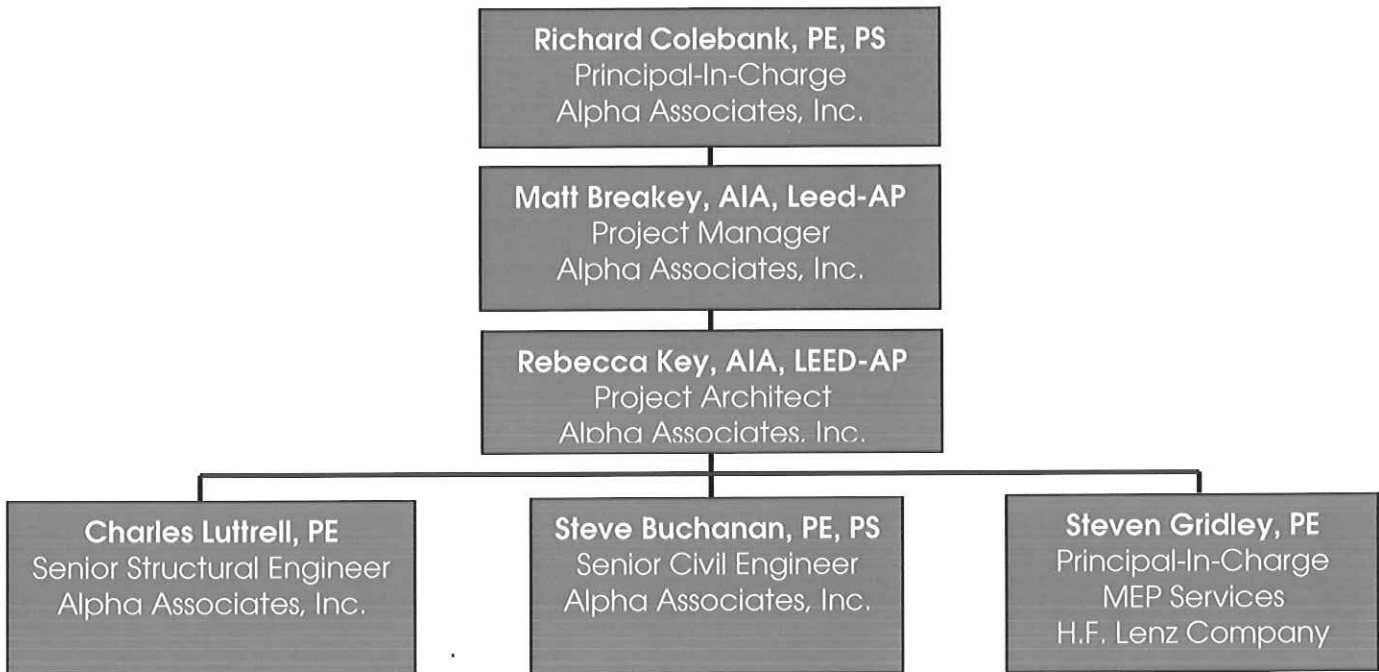 Richard Colebank, PE, PS
Principal-In-Charge
Alpha Associates, Inc.
Matt Breakey, AIA, Leed-AP
Project Manager
Alpha Associates, Inc.
Rebecca Key, AIA, LEED-AP
Project Architect
Alpha Associates, Inc.
Charles Luttrell, PE
Senior Structural Engineer
Alpha Associates, Inc.
Steve Buchanan, PE, PS
Senior Civil Engineer
Alpha Associates, Inc.
Steven Gridley, PE
Principal-In-Charge
MEP Services
H.F. Lenz Company